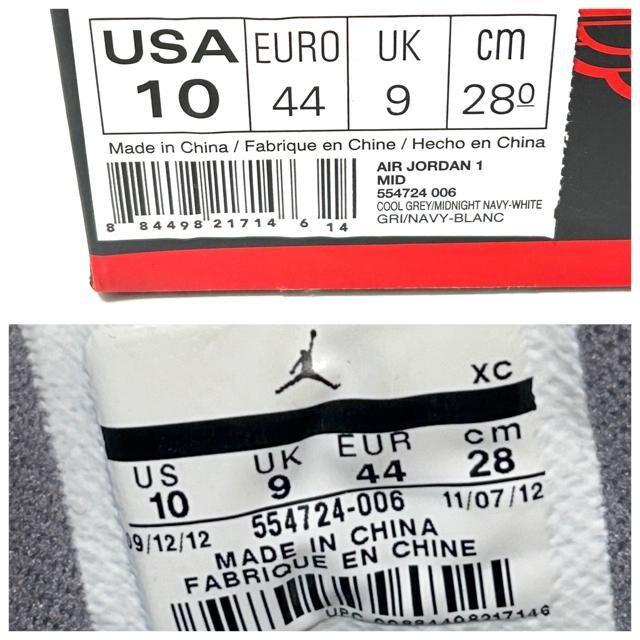 USA EURO UK cm
10 44 9 28º
Made in China / Fabrique en Chine / Hecho en China
AIR JORDAN 1
MID
554724 006
COOL GREY/MIDNIGHT NAVY-WHITE
GRI/NAVY-BLANC
8 84498 21714 6 14
XC
US UK EUR cm
10 9 44 28
09/12/12 554724-006 11/07/12
MADE IN CHINA
FABRIQUE EN CHINE
UPC 00884498217146